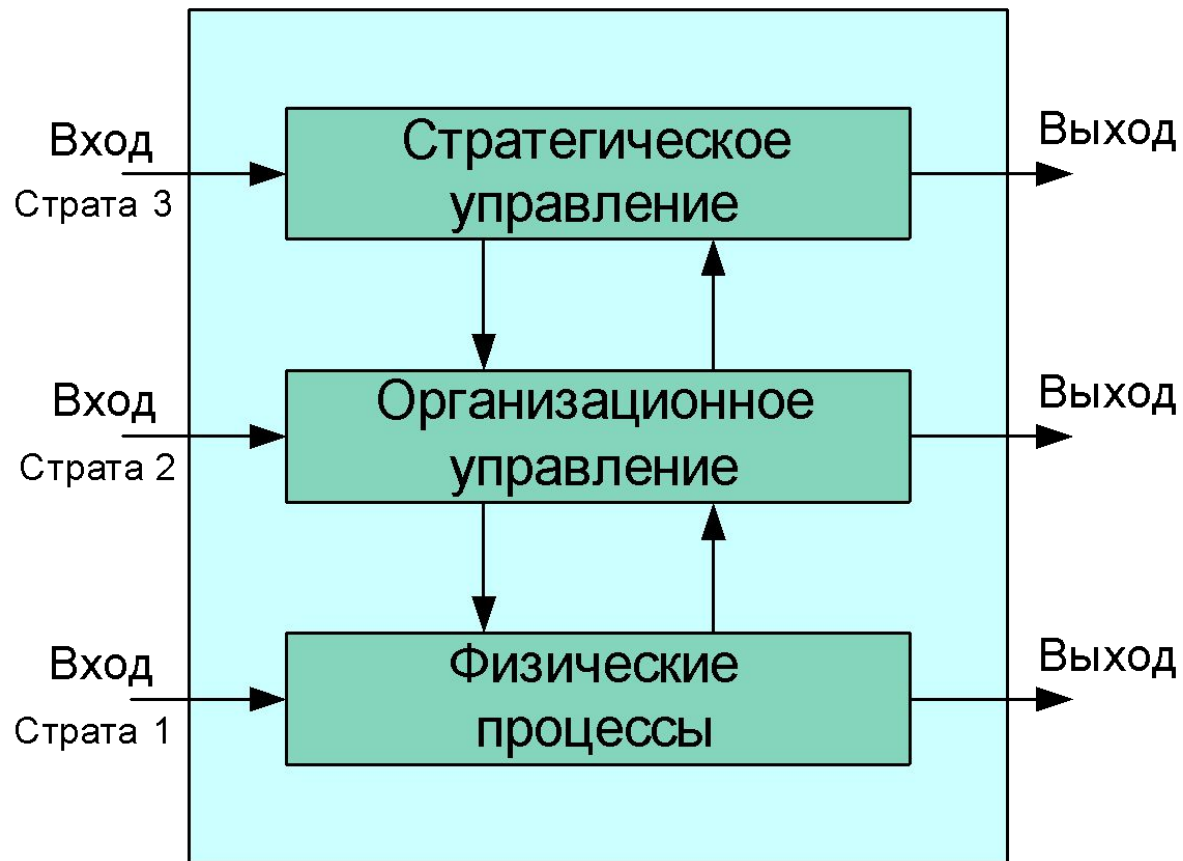 Вход
Страта 3
Стратегическое
управление
Выход
Вход
Страта 2
Организационное
управление
Выход
Вход
Страта 1
Физические
процессы
Выход